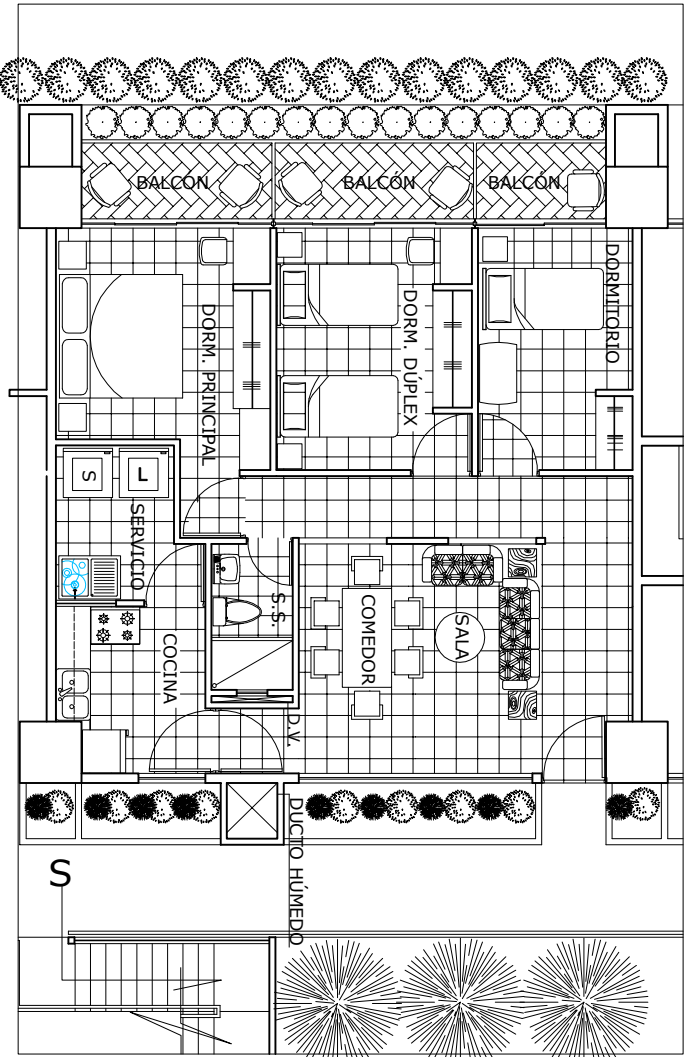 BALCÓN
BALCÓN
BALCÓN
DORM. PRINCIPAL
DORM. DÚPLEX
DORMITORIO
S
L
SERVICIO
S.S.
COCINA
COMEDOR
SALA
D.V.
DUCTO HÚMEDO
S